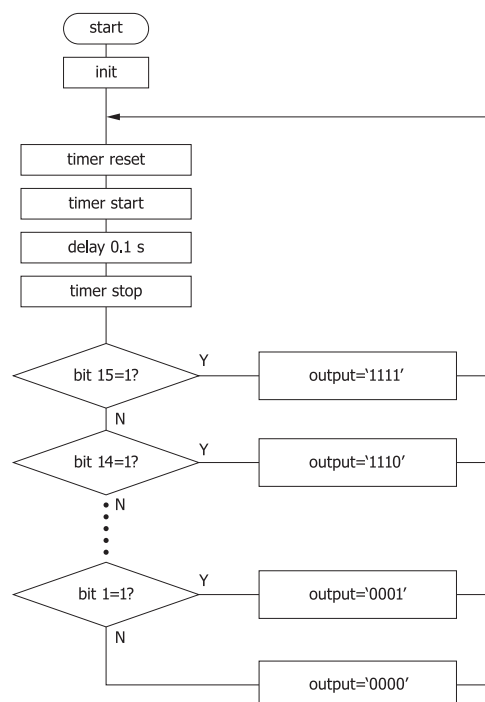 start
init
timer reset
timer start
delay 0.1 s
timer stop
bit 15=1?
Y
output=‘1111’
N
bit 14=1?
Y
output=‘1110’
N
bit 1=1?
Y
output=‘0001’
N
output=‘0000’